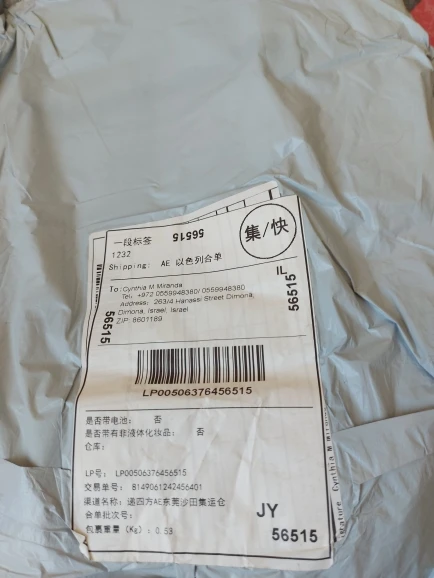 一段标签
56515
集/快
1232
Shipping: AE 以色列合单
To: Cynthia M Miranda
Tel: +972 0559948380/ 0559948380
Address: 263/4 Hanassi Street Dimona,
Dimona, Israel, Israel
ZIP: 8601189
IL
56515
56515
LP00506376456515
是否带电池: 否
是否带有非液体化妆品: 否
仓库:
LP号: LP00506376456515
交易单号: 8149061242456401
渠道名称: 递四方AE东莞沙田集运仓
合单批次号:
包裹重量 (Kg): 0.53
JY
56515
Cynthia M